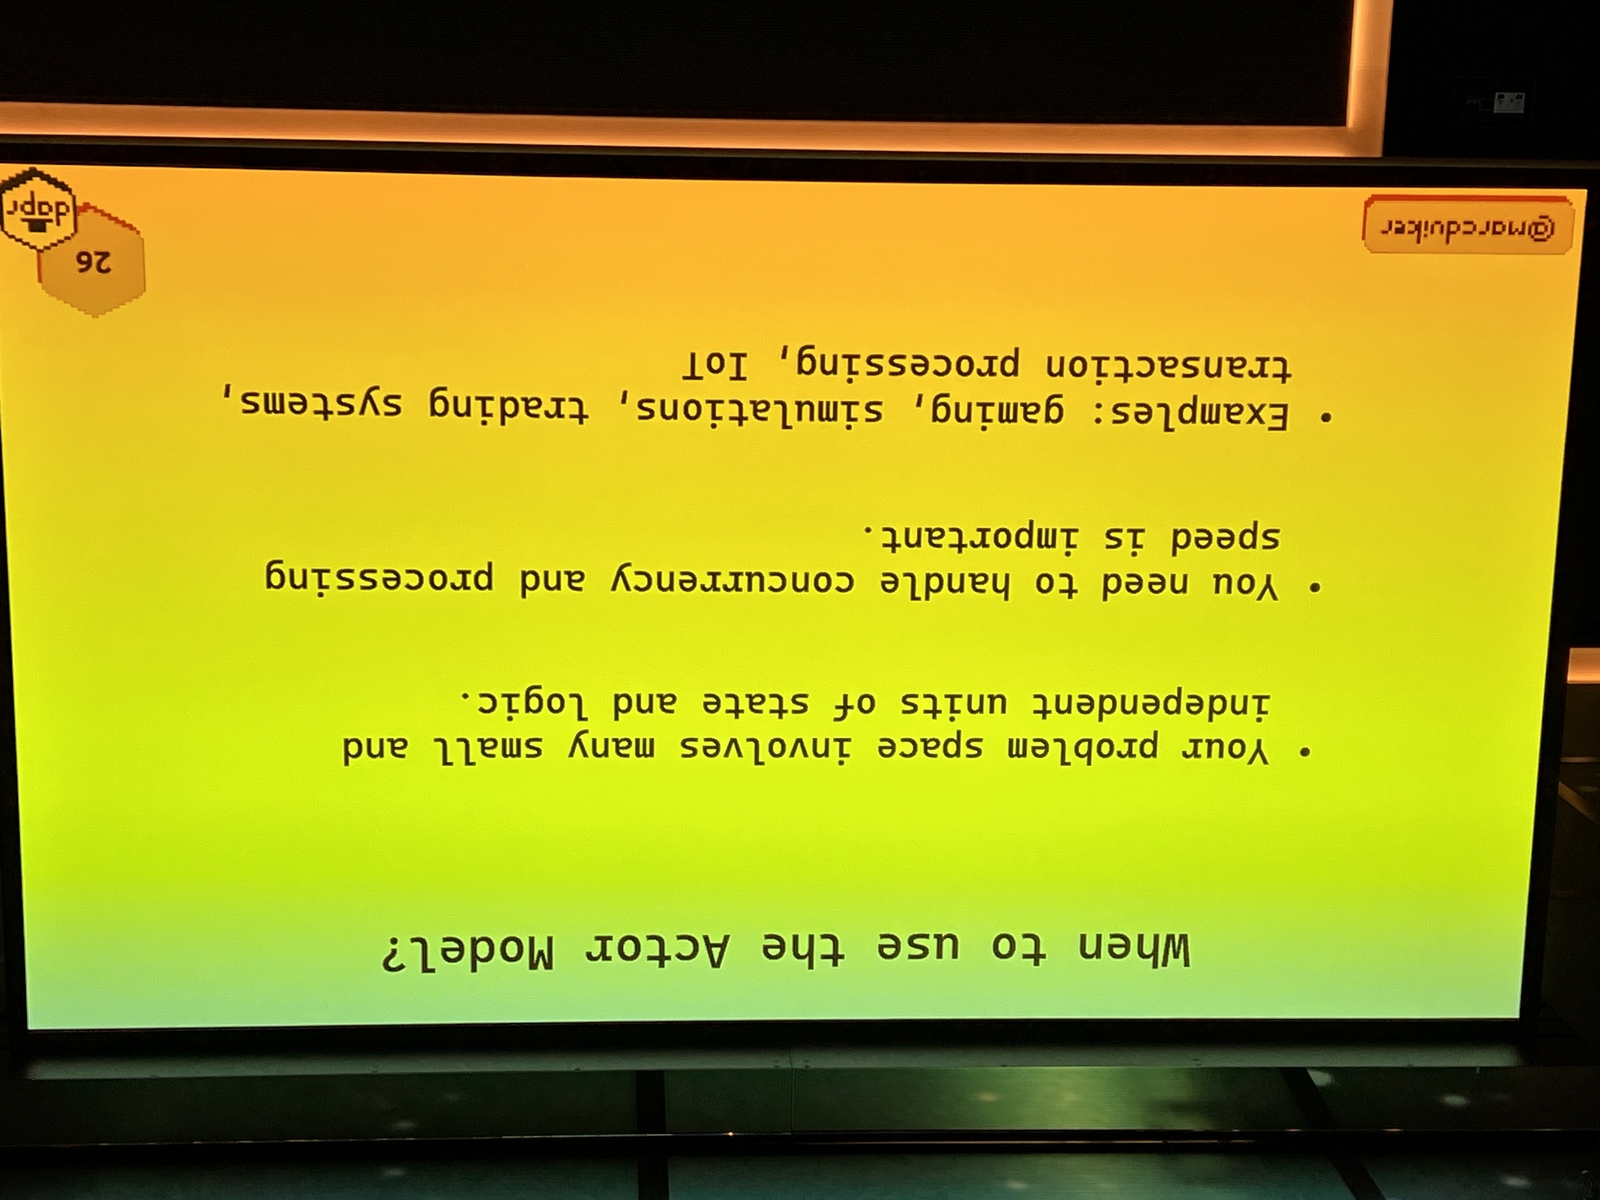 When to use the Actor Model?
• Your problem space involves many small and
independent units of state and logic.
• You need to handle concurrency and processing
speed is important.
• Examples: gaming, simulations, trading systems,
transaction processing, IoT
@marcduiker
26
dapr